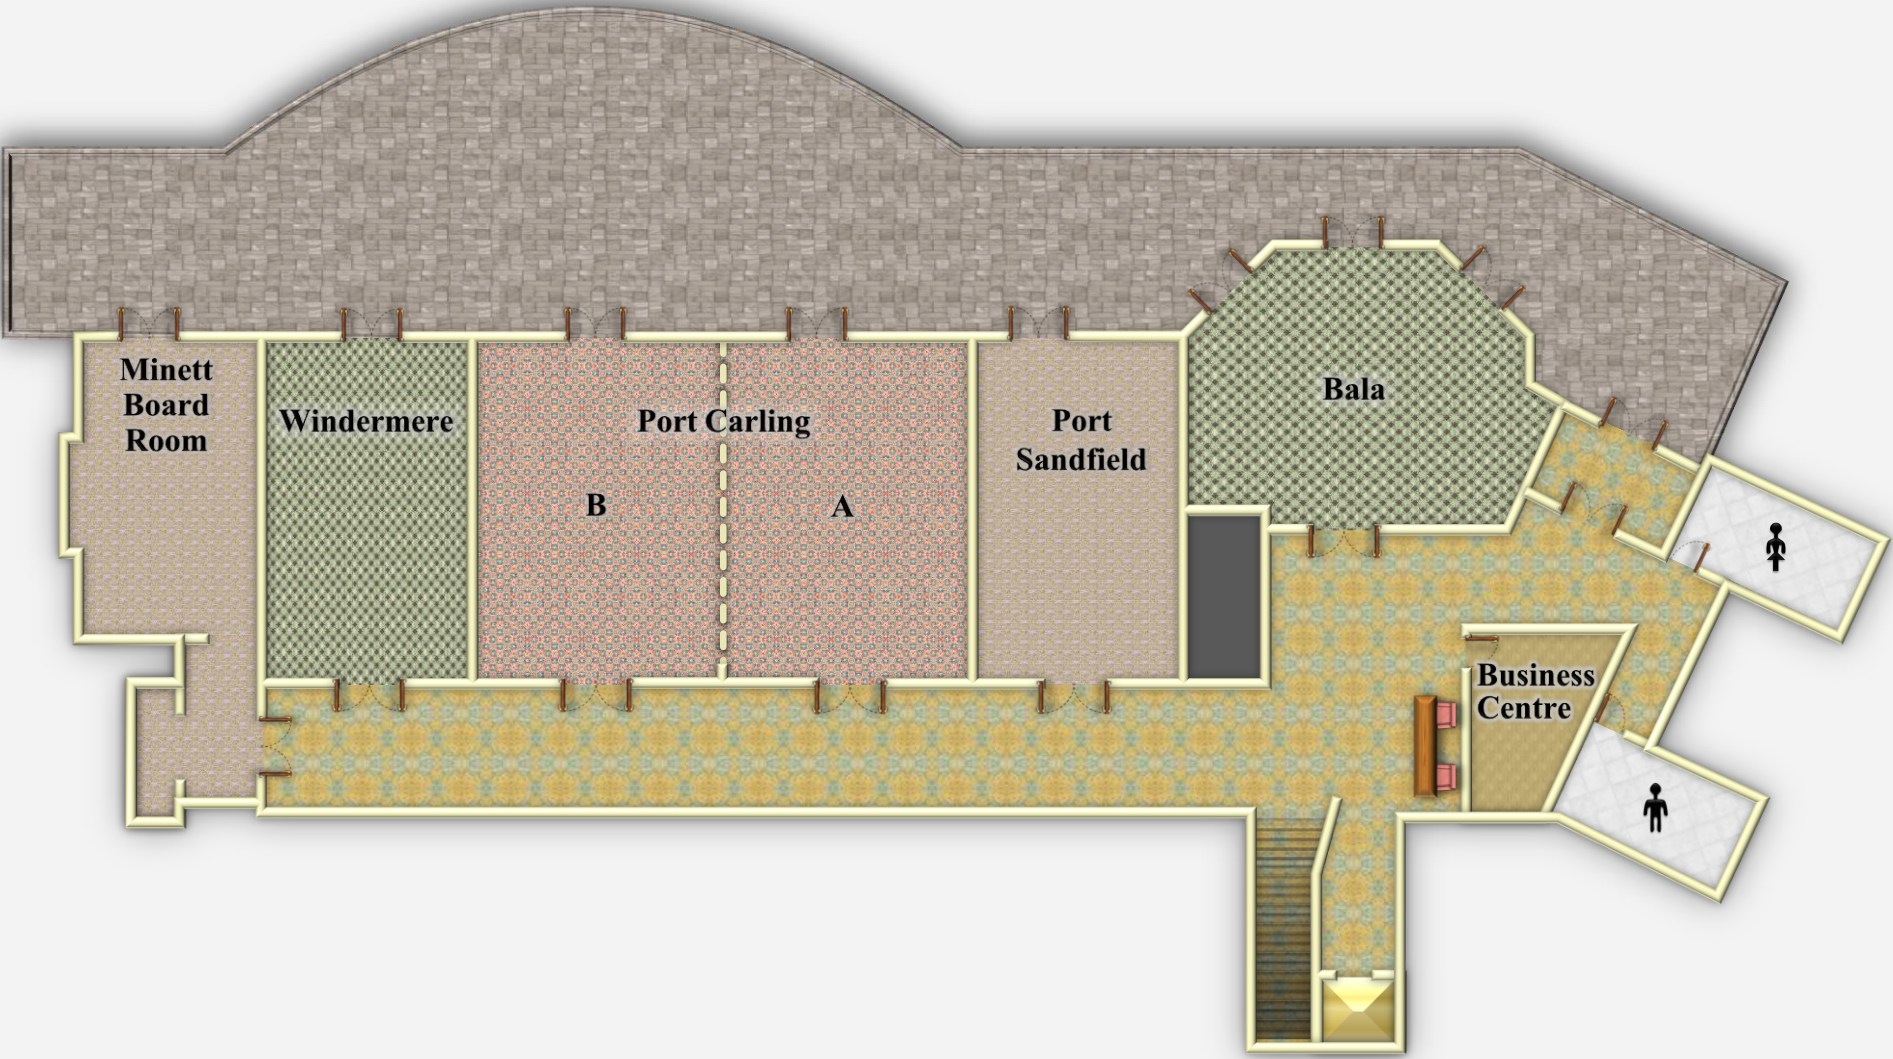 Minett
Board
Room
Windermere
Port Carling
B
A
Port
Sandfield
Bala
Business
Centre